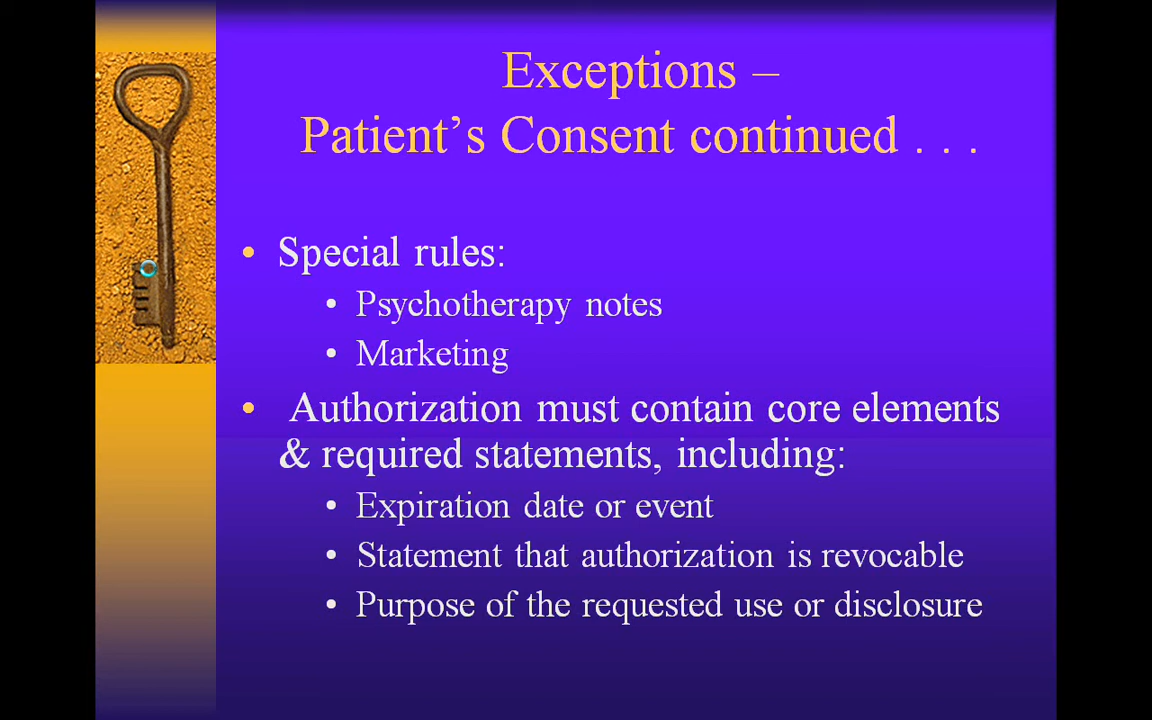 Exceptions –
Patient’s Consent continued . . .
• Special rules:
• Psychotherapy notes
• Marketing
• Authorization must contain core elements
& required statements, including:
• Expiration date or event
• Statement that authorization is revocable
• Purpose of the requested use or disclosure